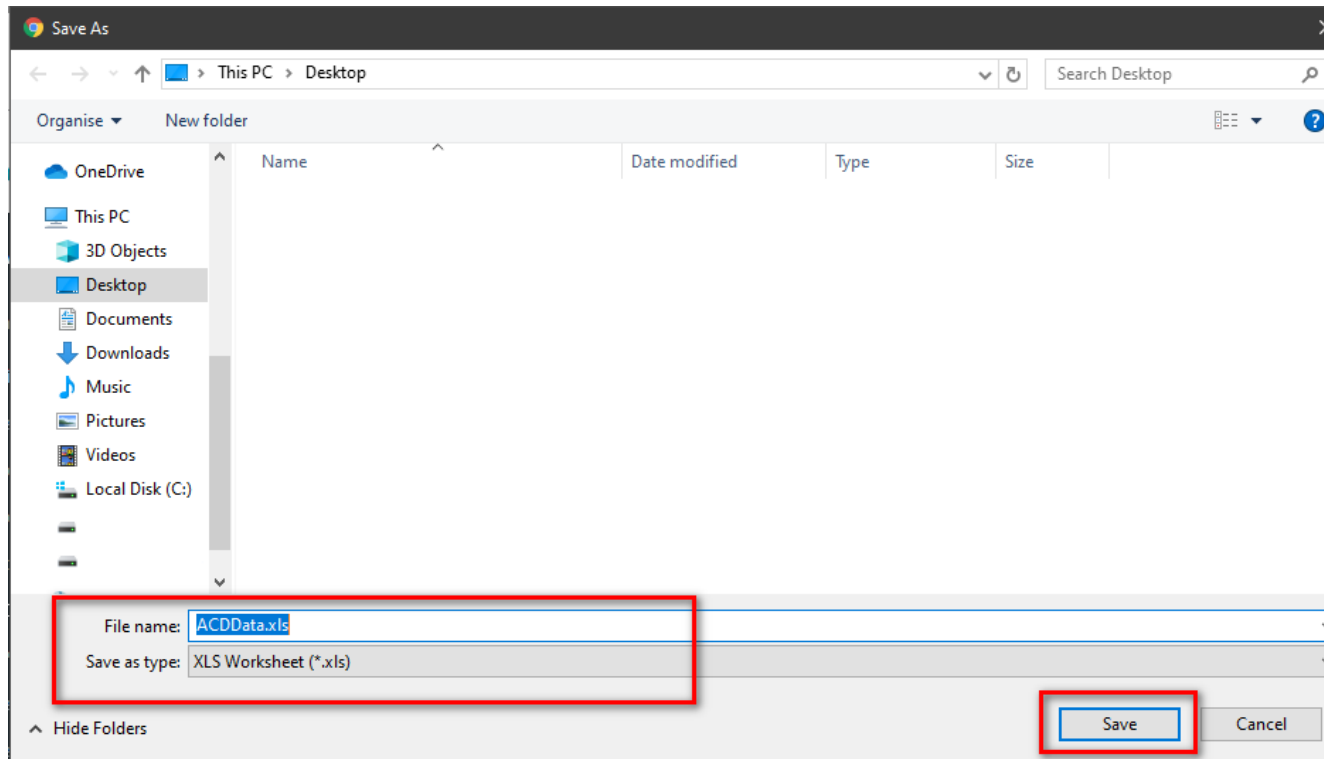 Save As
This PC > Desktop
Search Desktop
Organise
New folder
?
Name
Date modified
Type
Size
OneDrive
This PC
3D Objects
Desktop
Documents
Downloads
Music
Pictures
Videos
Local Disk (C:)
File name: ACDData.xls
Save as type: XLS Worksheet (*.xls)
Hide Folders
Save
Cancel